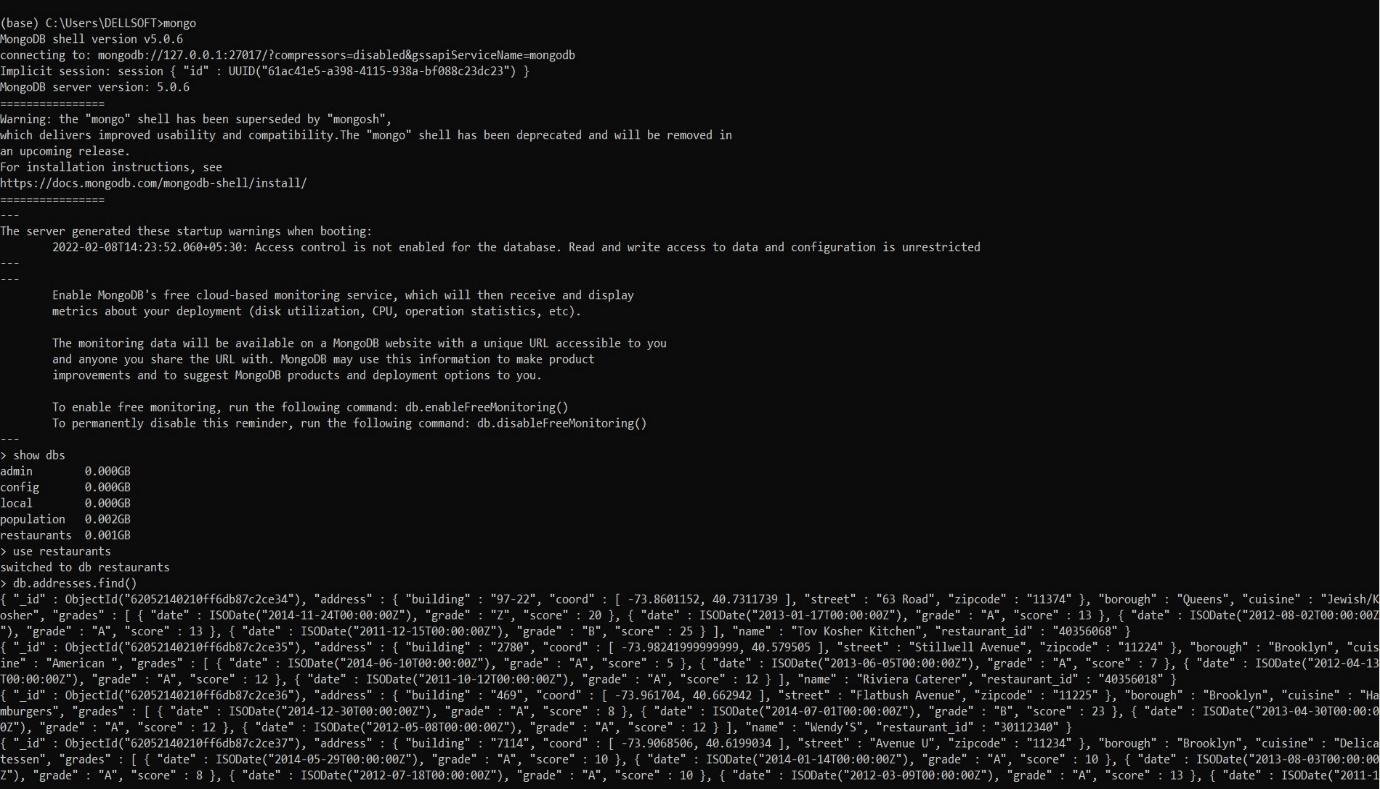 (base) C:\Users\DELLSOFT>mongo
MongoDB shell version v5.0.6
connecting to: mongodb://127.0.0.1:27017/?compressors=disabled&gssapiServiceName=mongodb
Implicit session: session { "id" : UUID("61ac41e5-a398-4115-938a-bf088c23dc23") }
MongoDB server version: 5.0.6
================
Warning: the "mongo" shell has been superseded by "mongosh",
which delivers improved usability and compatibility.The "mongo" shell has been deprecated and will be removed in
an upcoming release.
For installation instructions, see
https://docs.mongodb.com/mongodb-shell/install/
================
---
The server generated these startup warnings when booting:
        2022-02-08T14:23:52.060+05:30: Access control is not enabled for the database. Read and write access to data and configuration is unrestricted
---
---
        Enable MongoDB's free cloud-based monitoring service, which will then receive and display
        metrics about your deployment (disk utilization, CPU, operation statistics, etc).
        The monitoring data will be available on a MongoDB website with a unique URL accessible to you
        and anyone you share the URL with. MongoDB may use this information to make product
        improvements and to suggest MongoDB products and deployment options to you.
        To enable free monitoring, run the following command: db.enableFreeMonitoring()
        To permanently disable this reminder, run the following command: db.disableFreeMonitoring()
---
> show dbs
admin        0.000GB
config       0.000GB
local        0.000GB
population   0.002GB
restaurants  0.001GB
> use restaurants
switched to db restaurants
> db.addresses.find()
{ "_id" : ObjectId("62052140210ff6db87c2ce34"), "address" : { "building" : "97-22", "coord" : [ -73.8601152, 40.7311739 ], "street" : "63 Road", "zipcode" : "11374" }, "borough" : "Queens", "cuisine" : "Jewish/K
osher", "grades" : [ { "date" : ISODate("2014-11-24T00:00:00Z"), "grade" : "Z", "score" : 20 }, { "date" : ISODate("2013-01-17T00:00:00Z"), "grade" : "A", "score" : 13 }, { "date" : ISODate("2012-08-02T00:00:00Z
"), "grade" : "A", "score" : 13 }, { "date" : ISODate("2011-12-15T00:00:00Z"), "grade" : "B", "score" : 25 } ], "name" : "Tov Kosher Kitchen", "restaurant_id" : "40356068" }
{ "_id" : ObjectId("62052140210ff6db87c2ce35"), "address" : { "building" : "2780", "coord" : [ -73.98241999999999, 40.579505 ], "street" : "Stillwell Avenue", "zipcode" : "11224" }, "borough" : "Brooklyn", "cuis
ine" : "American ", "grades" : [ { "date" : ISODate("2014-06-10T00:00:00Z"), "grade" : "A", "score" : 5 }, { "date" : ISODate("2013-06-05T00:00:00Z"), "grade" : "A", "score" : 7 }, { "date" : ISODate("2012-04-13
T00:00:00Z"), "grade" : "A", "score" : 12 }, { "date" : ISODate("2011-10-12T00:00:00Z"), "grade" : "A", "score" : 12 } ], "name" : "Riviera Caterer", "restaurant_id" : "40356018" }
{ "_id" : ObjectId("62052140210ff6db87c2ce36"), "address" : { "building" : "469", "coord" : [ -73.961704, 40.662942 ], "street" : "Flatbush Avenue", "zipcode" : "11225" }, "borough" : "Brooklyn", "cuisine" : "Ha
mburgers", "grades" : [ { "date" : ISODate("2014-12-30T00:00:00Z"), "grade" : "A", "score" : 8 }, { "date" : ISODate("2014-07-01T00:00:00Z"), "grade" : "B", "score" : 23 }, { "date" : ISODate("2013-04-30T00:00:0
0Z"), "grade" : "A", "score" : 12 }, { "date" : ISODate("2012-05-08T00:00:00Z"), "grade" : "A", "score" : 12 } ], "name" : "Wendy'S", "restaurant_id" : "30112340" }
{ "_id" : ObjectId("62052140210ff6db87c2ce37"), "address" : { "building" : "7114", "coord" : [ -73.9068506, 40.6199034 ], "street" : "Avenue U", "zipcode" : "11234" }, "borough" : "Brooklyn", "cuisine" : "Delica
tessen", "grades" : [ { "date" : ISODate("2014-05-29T00:00:00Z"), "grade" : "A", "score" : 10 }, { "date" : ISODate("2014-01-14T00:00:00Z"), "grade" : "A", "score" : 10 }, { "date" : ISODate("2013-08-03T00:00:00
Z"), "grade" : "A", "score" : 8 }, { "date" : ISODate("2012-07-18T00:00:00Z"), "grade" : "A", "score" : 10 }, { "date" : ISODate("2012-03-09T00:00:00Z"), "grade" : "A", "score" : 13 }, { "date" : ISODate("2011-1